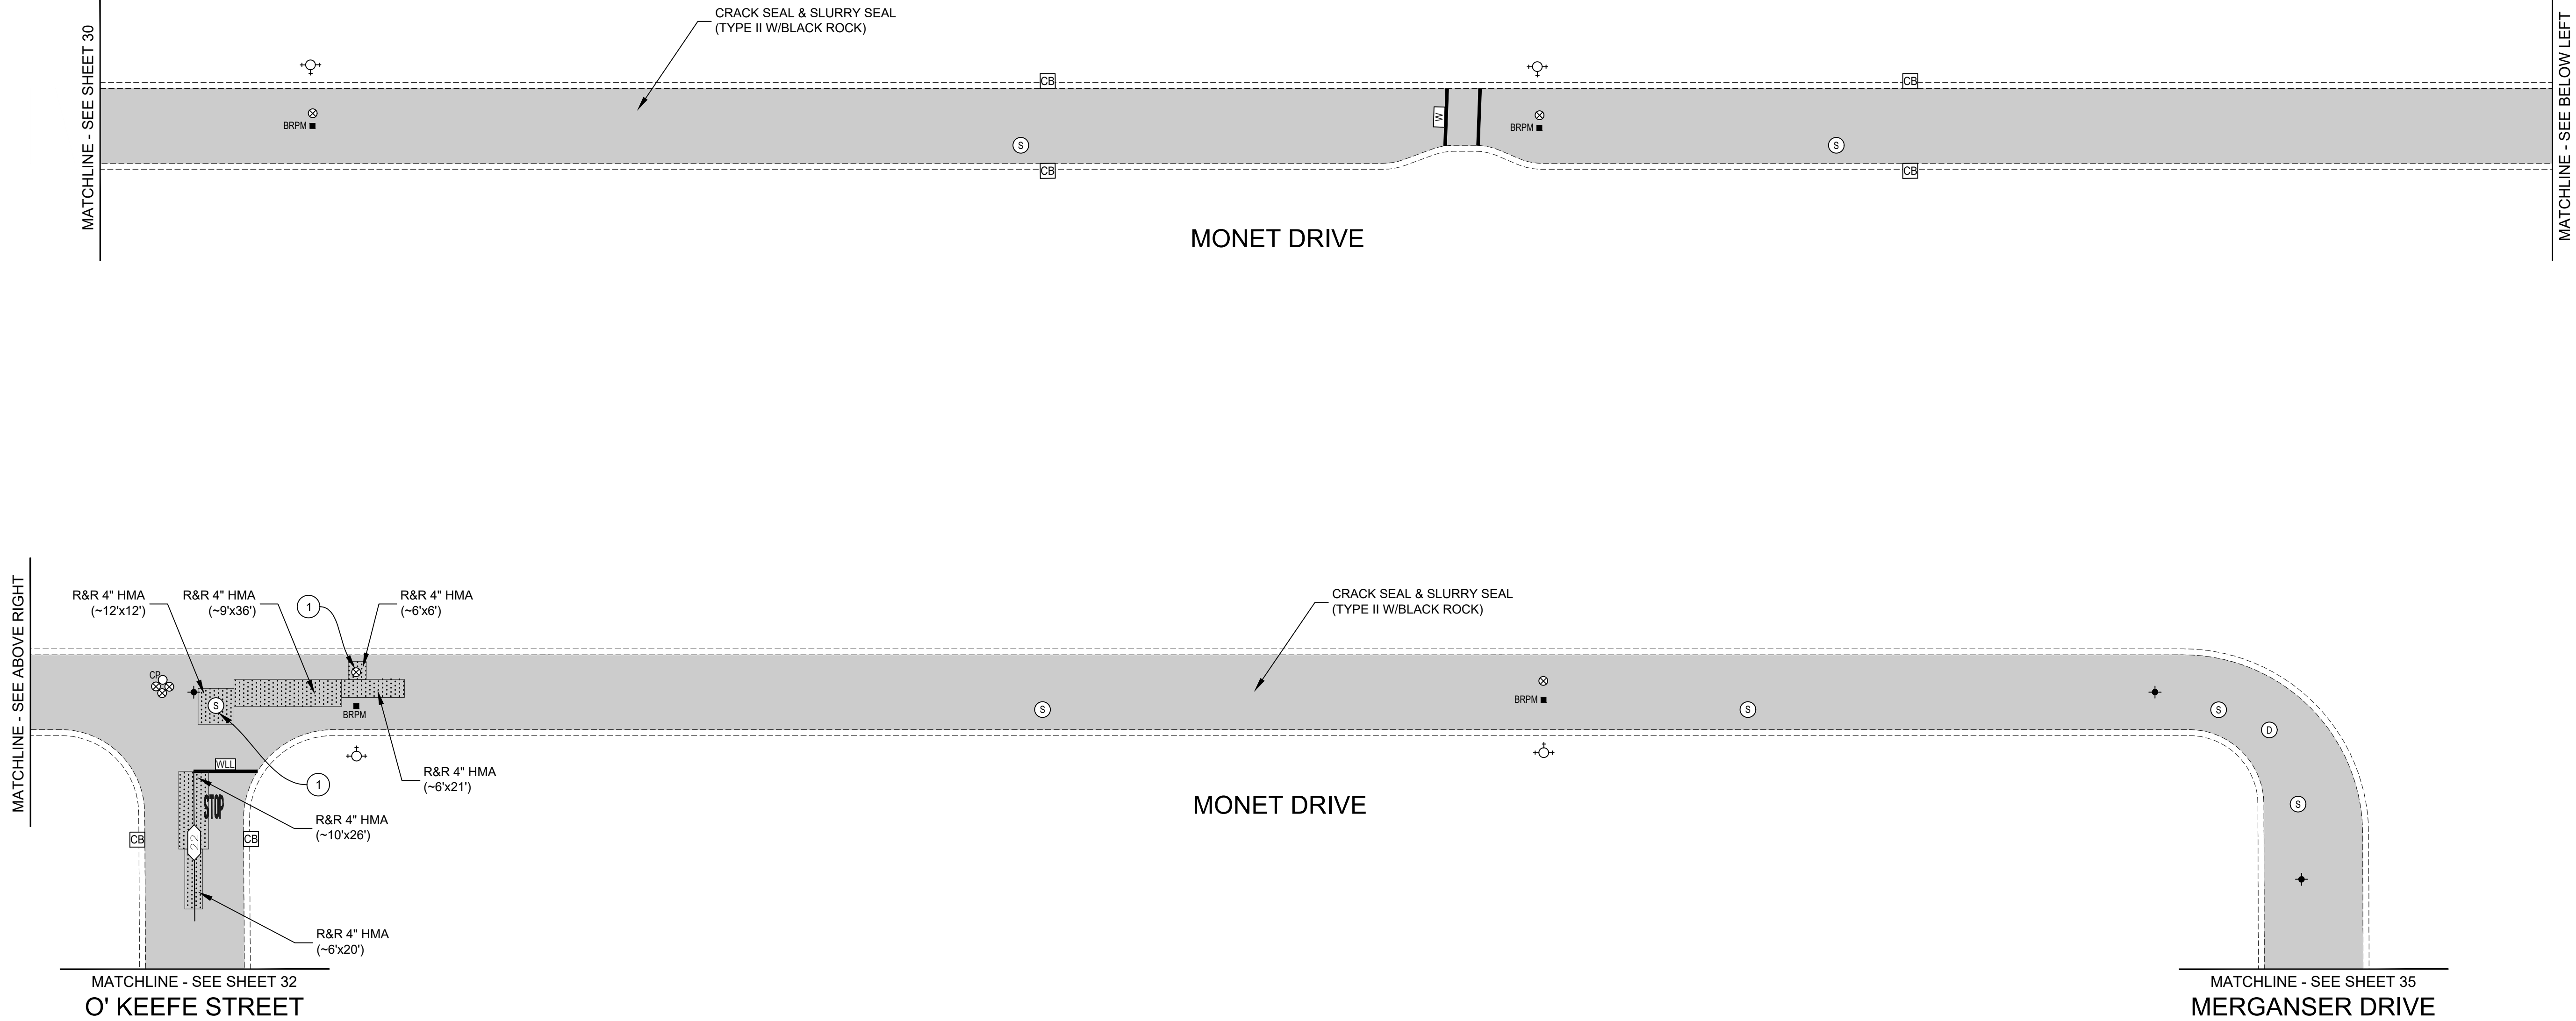 MATCHLINE - SEE SHEET 30
CRACK SEAL & SLURRY SEAL
(TYPE II W/BLACK ROCK)
MATCHLINE - SEE BELOW LEFT
CB
CB
BRPM
W
BRPM
S
S
CB
CB
MONET DRIVE
MATCHLINE - SEE ABOVE RIGHT
R&R 4" HMA
(~12'x12')
R&R 4" HMA
(~9'x36')
1
R&R 4" HMA
(~6'x6')
CRACK SEAL & SLURRY SEAL
(TYPE II W/BLACK ROCK)
CP
S
BRPM
S
BRPM
S
S
D
WLL
1
R&R 4" HMA
(~6'x21')
STOP
R&R 4" HMA
(~10'x26')
MONET DRIVE
S
CB
22
CB
R&R 4" HMA
(~6'x20')
MATCHLINE - SEE SHEET 32
O' KEEFE STREET
MATCHLINE - SEE SHEET 35
MERGANSER DRIVE